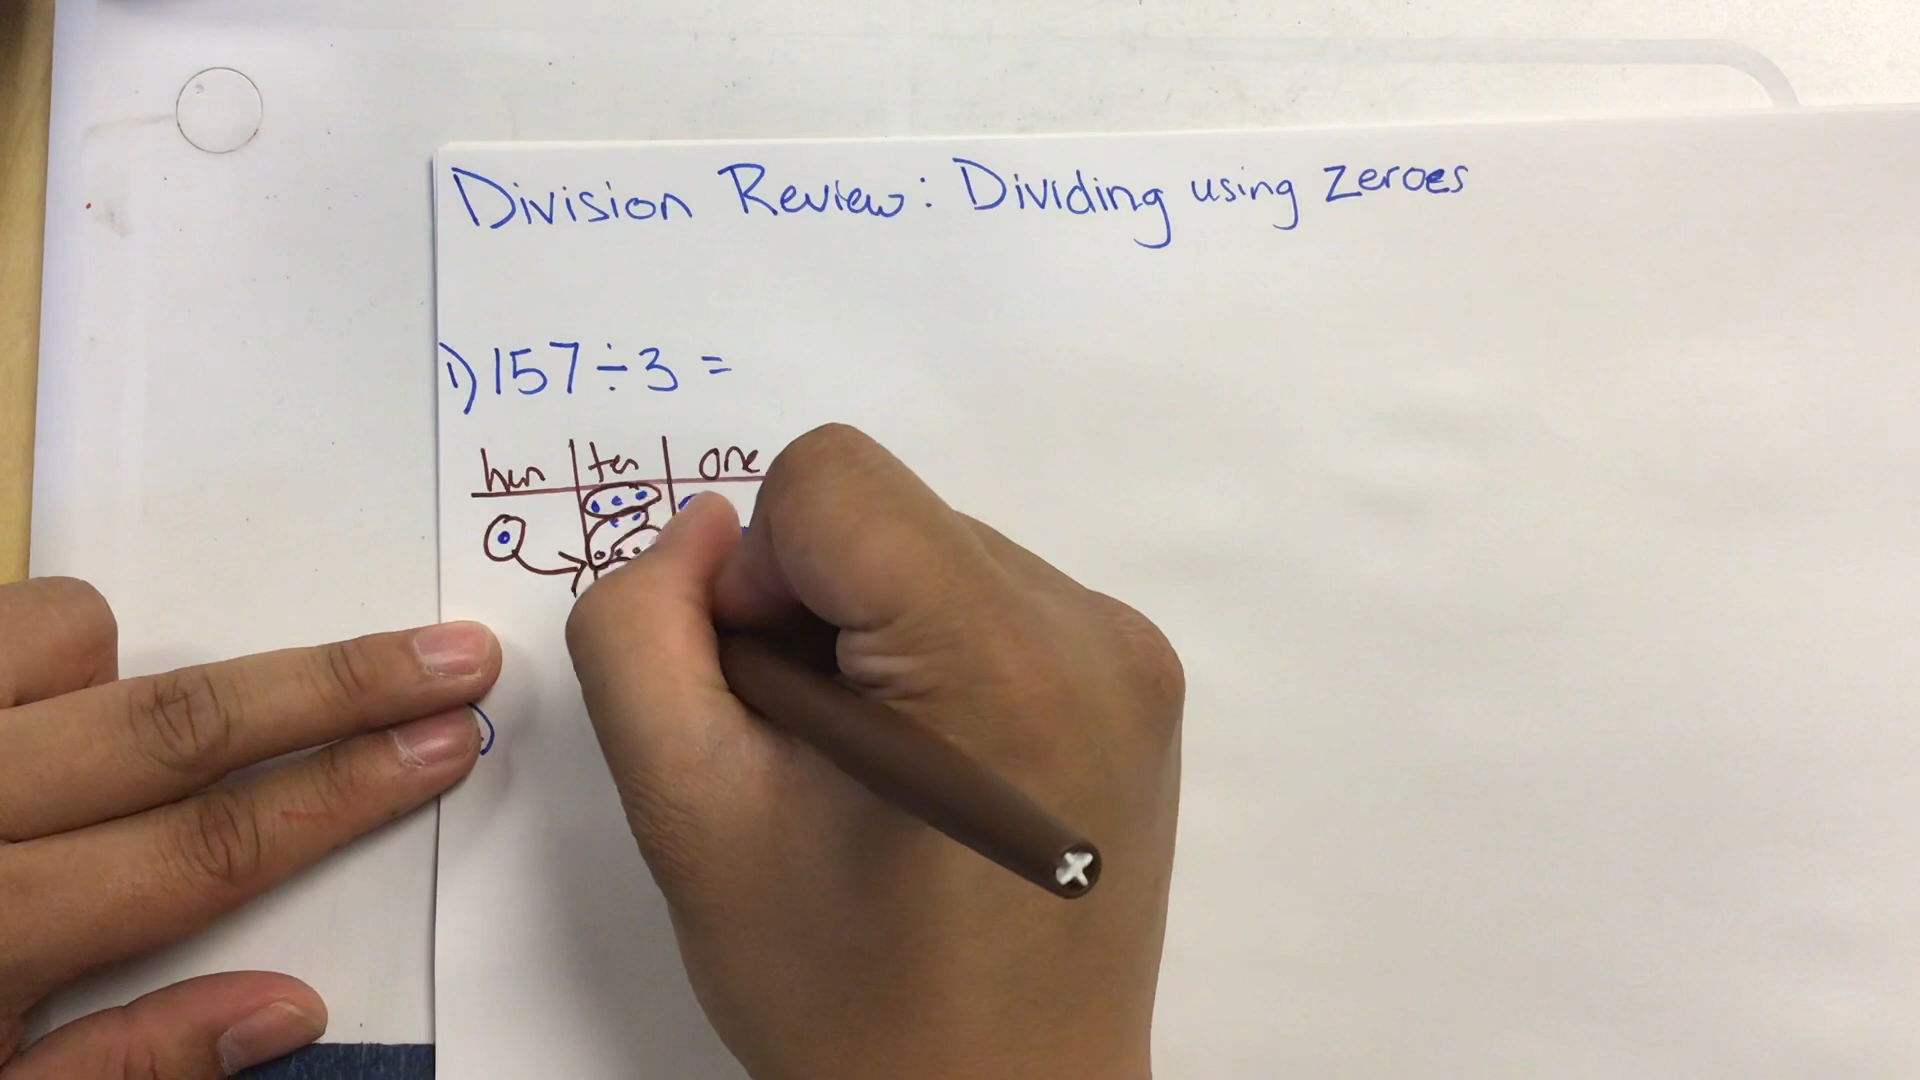 Division Review: Dividing using zeroes
1) 157 ÷ 3 =
hun ten one